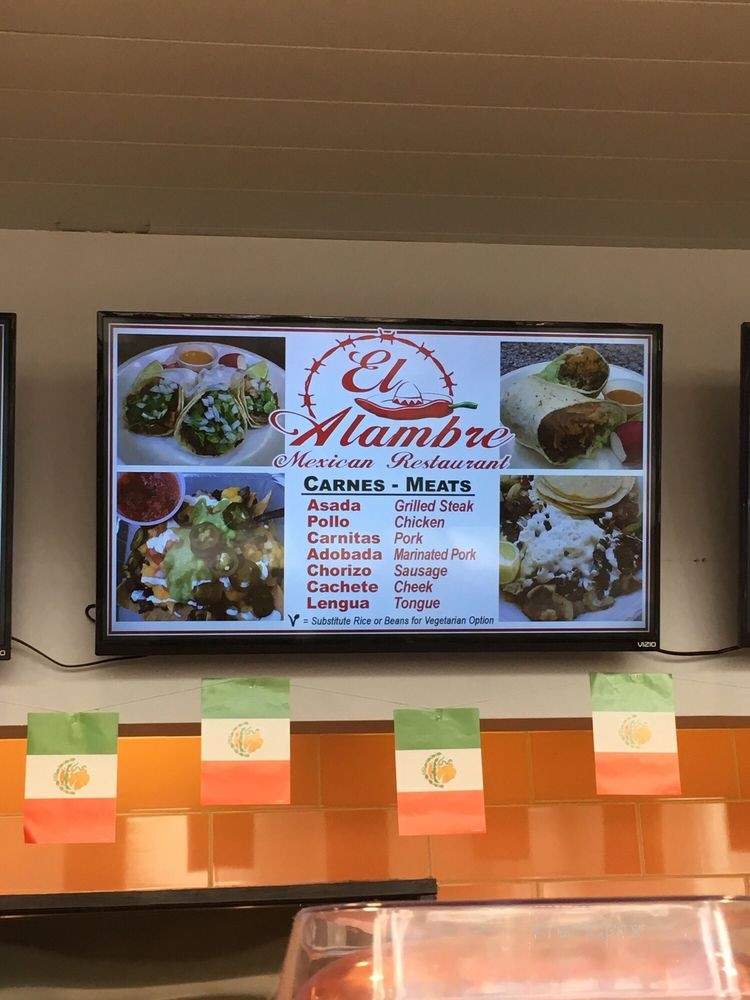 El
Alambre
Mexican Restaurant
CARNES - MEATS
Asada Grilled Steak
Pollo Chicken
Carnitas Pork
Adobada Marinated Pork
Chorizo Sausage
Cachete Cheek
Lengua Tongue
V = Substitute Rice or Beans for Vegetarian Option
VIZIO